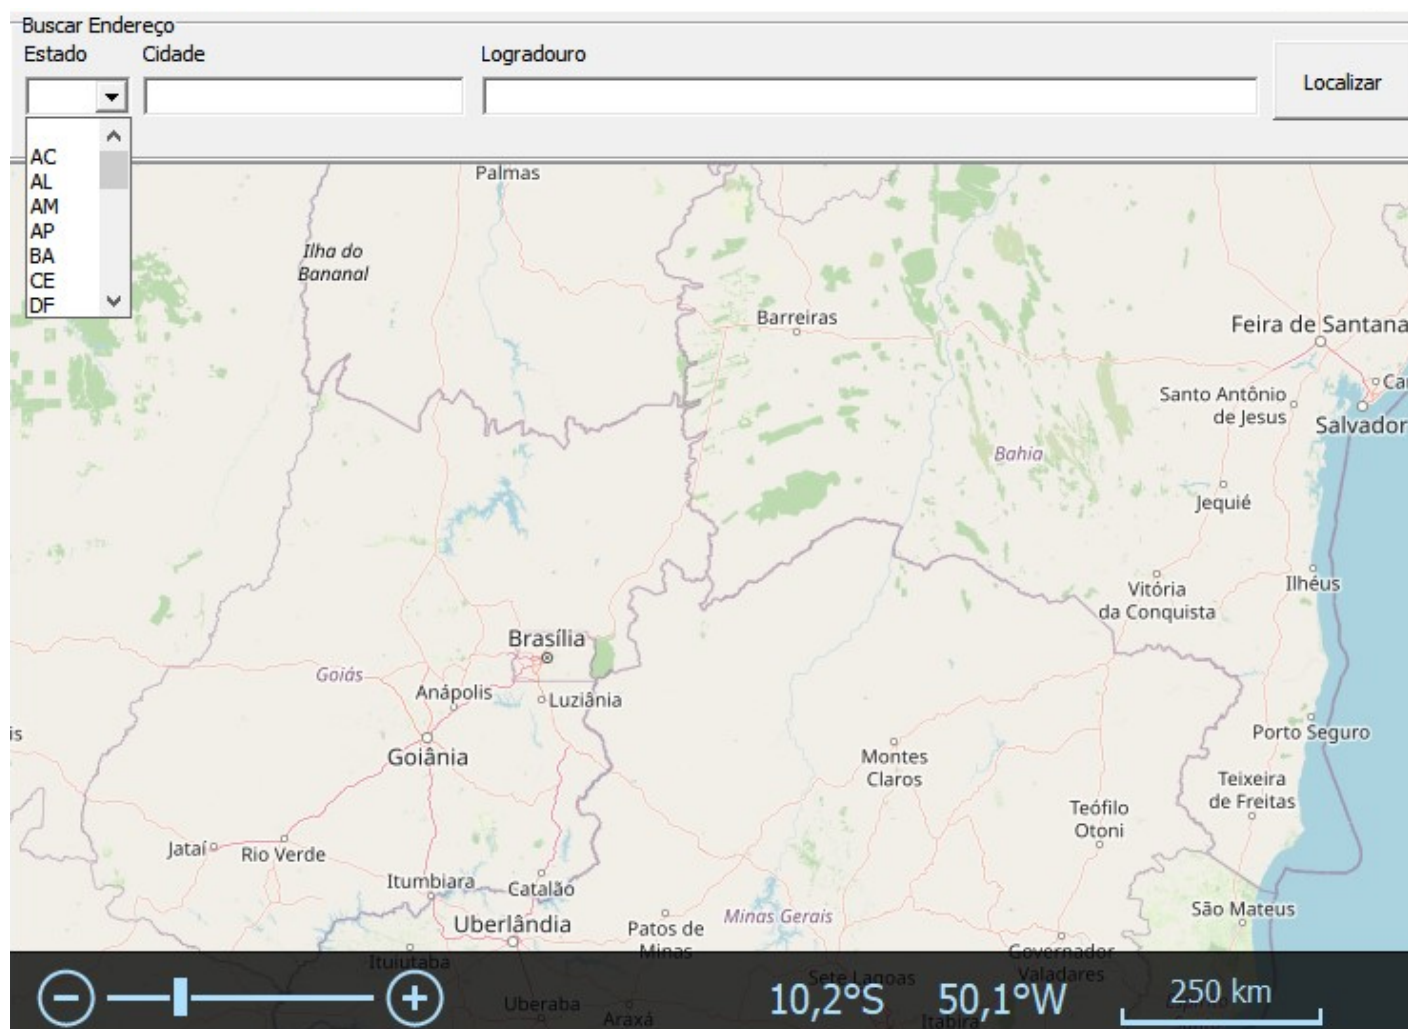 Buscar Endereço
Estado
Cidade
Logradouro
Localizar
AC
AL
AM
AP
BA
CE
DF
Palmas
Ilha do
Bananal
Barreiras
Feira de Santana
Santo Antônio
de Jesus
Salvador
Bahia
Jequié
Vitória
da Conquista
Ilhéus
Brasília
Goiás
Anápolis
Luziânia
Goiânia
Montes
Claros
Porto Seguro
Teixeira
de Freitas
Teófilo
Otoni
Jataí
Rio Verde
Itumbiara
Catalão
Uberlândia
Patos de
Minas
Minas Gerais
São Mateus
Governador
Valadares
Ituiutaba
Sete Lagoas
Uberaba
Araxá
Itabira
10,2°S
50,1°W
250 km